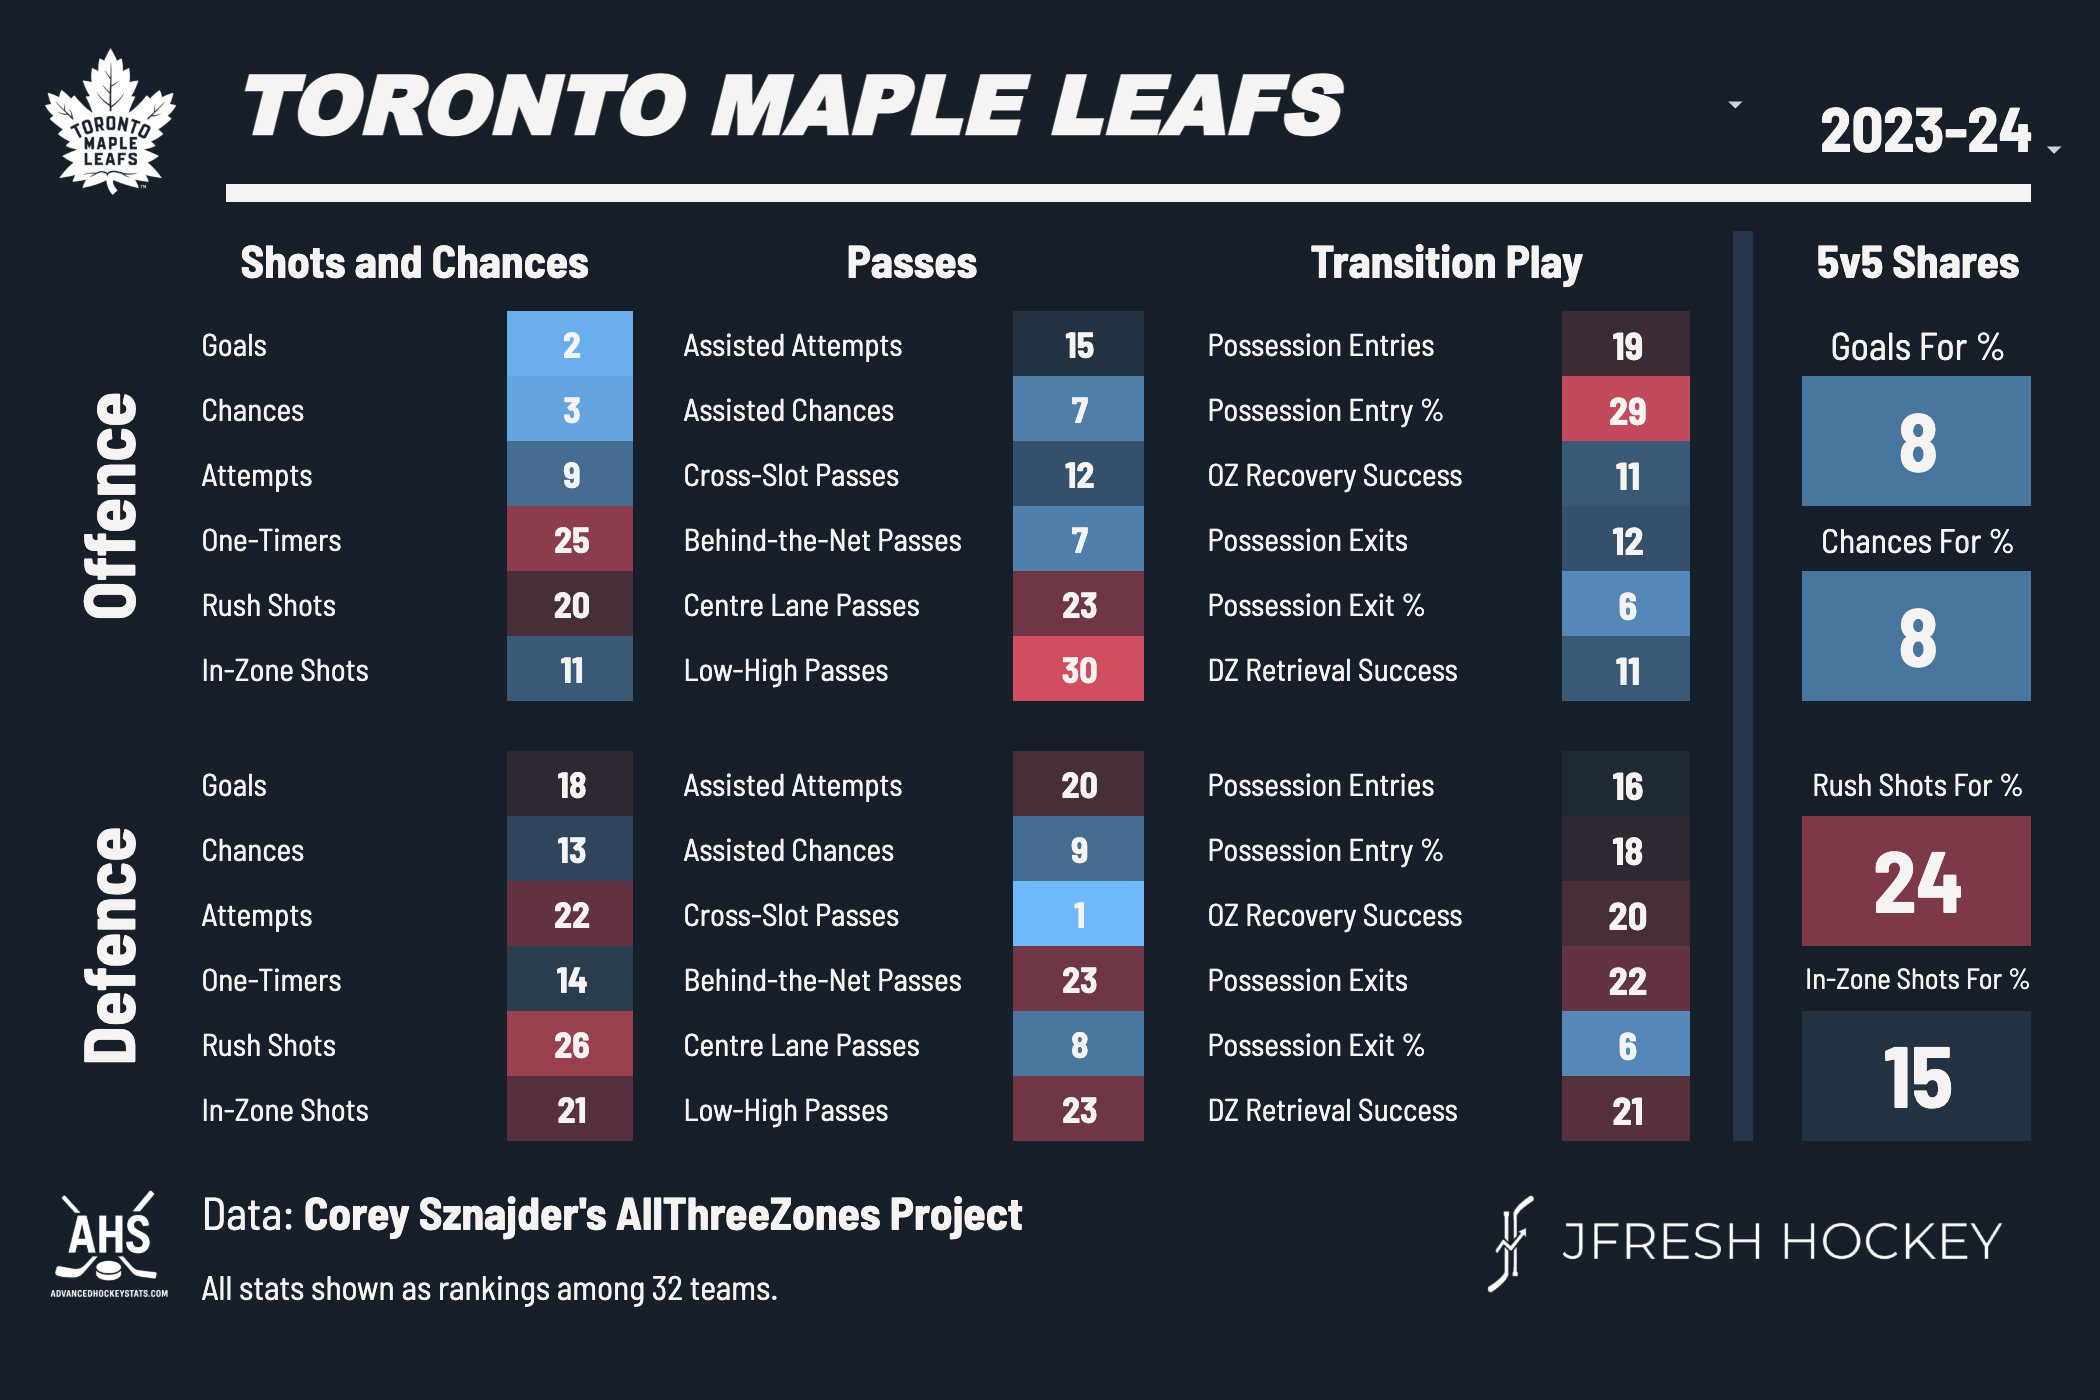 TORONTO
MAPLE
LEAFS
™
TORONTO MAPLE LEAFS
2023-24
Shots and Chances
Passes
Transition Play
5v5 Shares
Offence
Goals 2
Chances 3
Attempts 9
One-Timers 25
Rush Shots 20
In-Zone Shots 11
Assisted Attempts 15
Assisted Chances 7
Cross-Slot Passes 12
Behind-the-Net Passes 7
Centre Lane Passes 23
Low-High Passes 30
Possession Entries 19
Possession Entry % 29
OZ Recovery Success 11
Possession Exits 12
Possession Exit % 6
DZ Retrieval Success 11
Goals For %
8
Chances For %
8
Defence
Goals 18
Chances 13
Attempts 22
One-Timers 14
Rush Shots 26
In-Zone Shots 21
Assisted Attempts 20
Assisted Chances 9
Cross-Slot Passes 1
Behind-the-Net Passes 23
Centre Lane Passes 8
Low-High Passes 23
Possession Entries 16
Possession Entry % 18
OZ Recovery Success 20
Possession Exits 22
Possession Exit % 6
DZ Retrieval Success 21
Rush Shots For %
24
In-Zone Shots For %
15
AHS
ADVANCEDHOCKEYSTATS.COM
Data: Corey Sznajder's AllThreeZones Project
All stats shown as rankings among 32 teams.
JFRESH HOCKEY